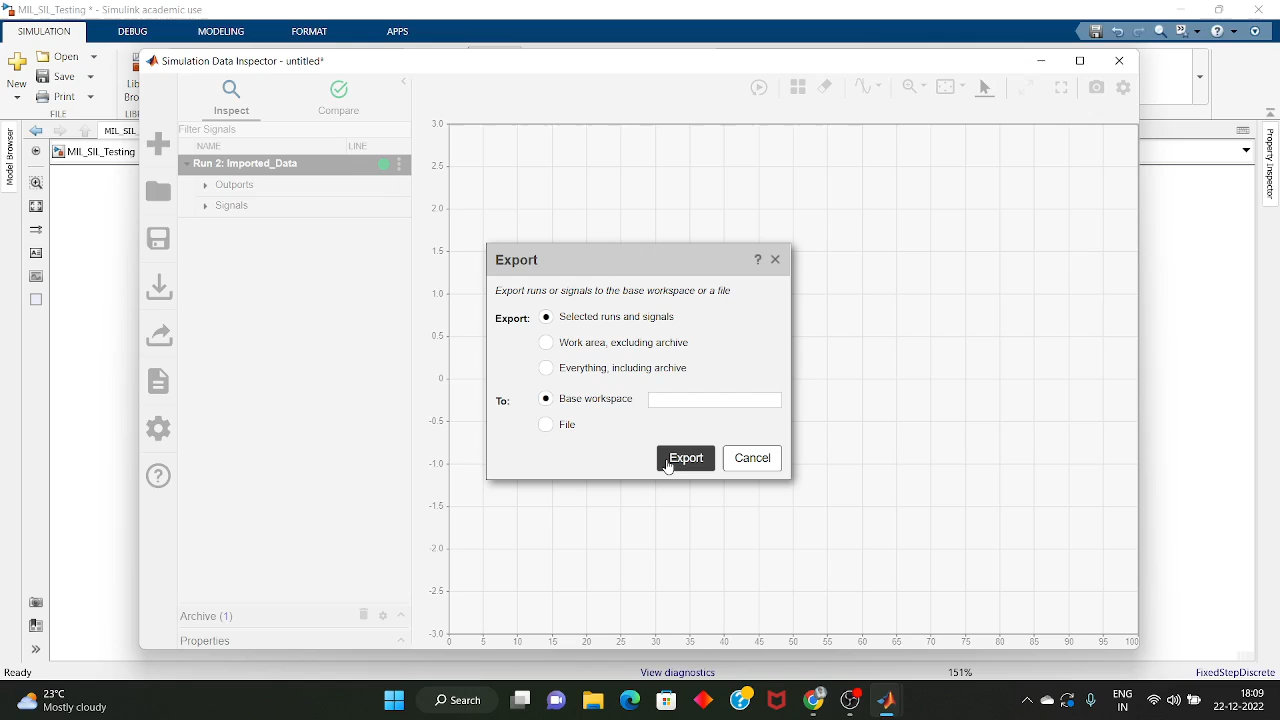 MIL_SIL_Testing * - Simulink academic use
SIMULATION
DEBUG
MODELING
FORMAT
APPS
New
Open
Save
Print
FILE
MIL_SIL_Testing
Model Browser
Property Inspector
Simulation Data Inspector - untitled*
Inspect
Compare
Filter Signals
NAME
LINE
Run 2: Imported_Data
Outports
Signals
Archive (1)
Properties
3.0
2.5
2.0
1.5
1.0
0.5
0
-0.5
-1.0
-1.5
-2.0
-2.5
-3.0
0 5 10 15 20 25 30 35 40 45 50 55 60 65 70 75 80 85 90 95 100
Export
?
Export runs or signals to the base workspace or a file
Export: Selected runs and signals
Work area, excluding archive
Everything, including archive
To: Base workspace
File
Export
Cancel
Ready
View diagnostics
151%
FixedStepDiscrete
23°C
Mostly cloudy
Search
ENG
IN
18:09
22-12-2022